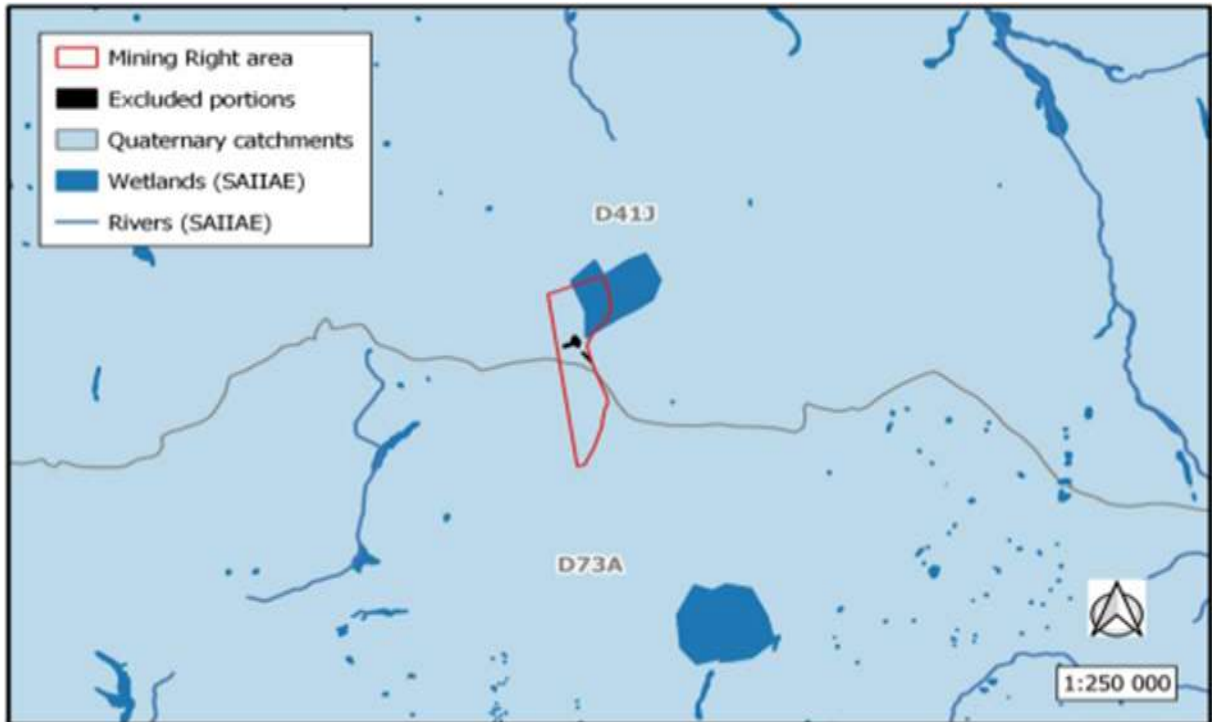 Mining Right area
Excluded portions
Quaternary catchments
Wetlands (SAIIAE)
Rivers (SAIIAE)
D41J
D73A
1:250 000